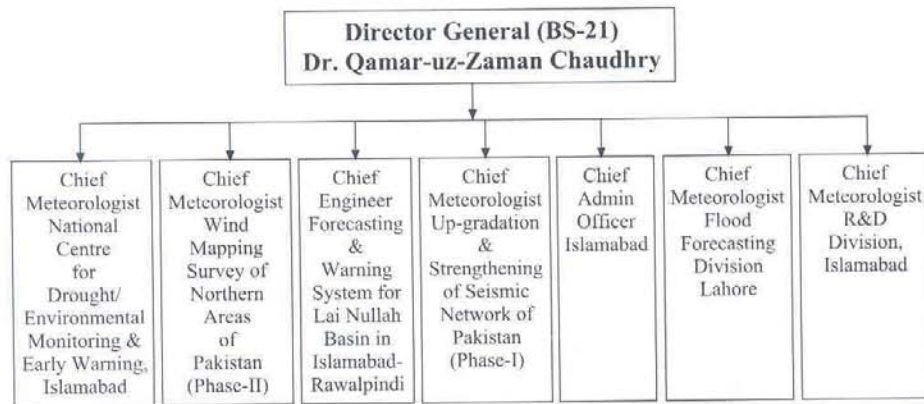 Director General (BS-21)
Dr. Qamar-uz-Zaman Chaudhry
Chief
Meteorologist
National
Centre
for
Drought/
Environmental
Monitoring &
Early Warning,
Islamabad
Chief
Meteorologist
Wind
Mapping
Survey of
Northern
Areas
of
Pakistan
(Phase-II)
Chief
Engineer
Forecasting
&
Warning
System for
Lai Nullah
Basin in
Islamabad-
Rawalpindi
Chief
Meteorologist
Up-gradation
&
Strengthening
of Seismic
Network of
Pakistan
(Phase-I)
Chief
Admin
Officer
Islamabad
Chief
Meteorologist
Flood
Forecasting
Division
Lahore
Chief
Meteorologist
R&D
Division,
Islamabad